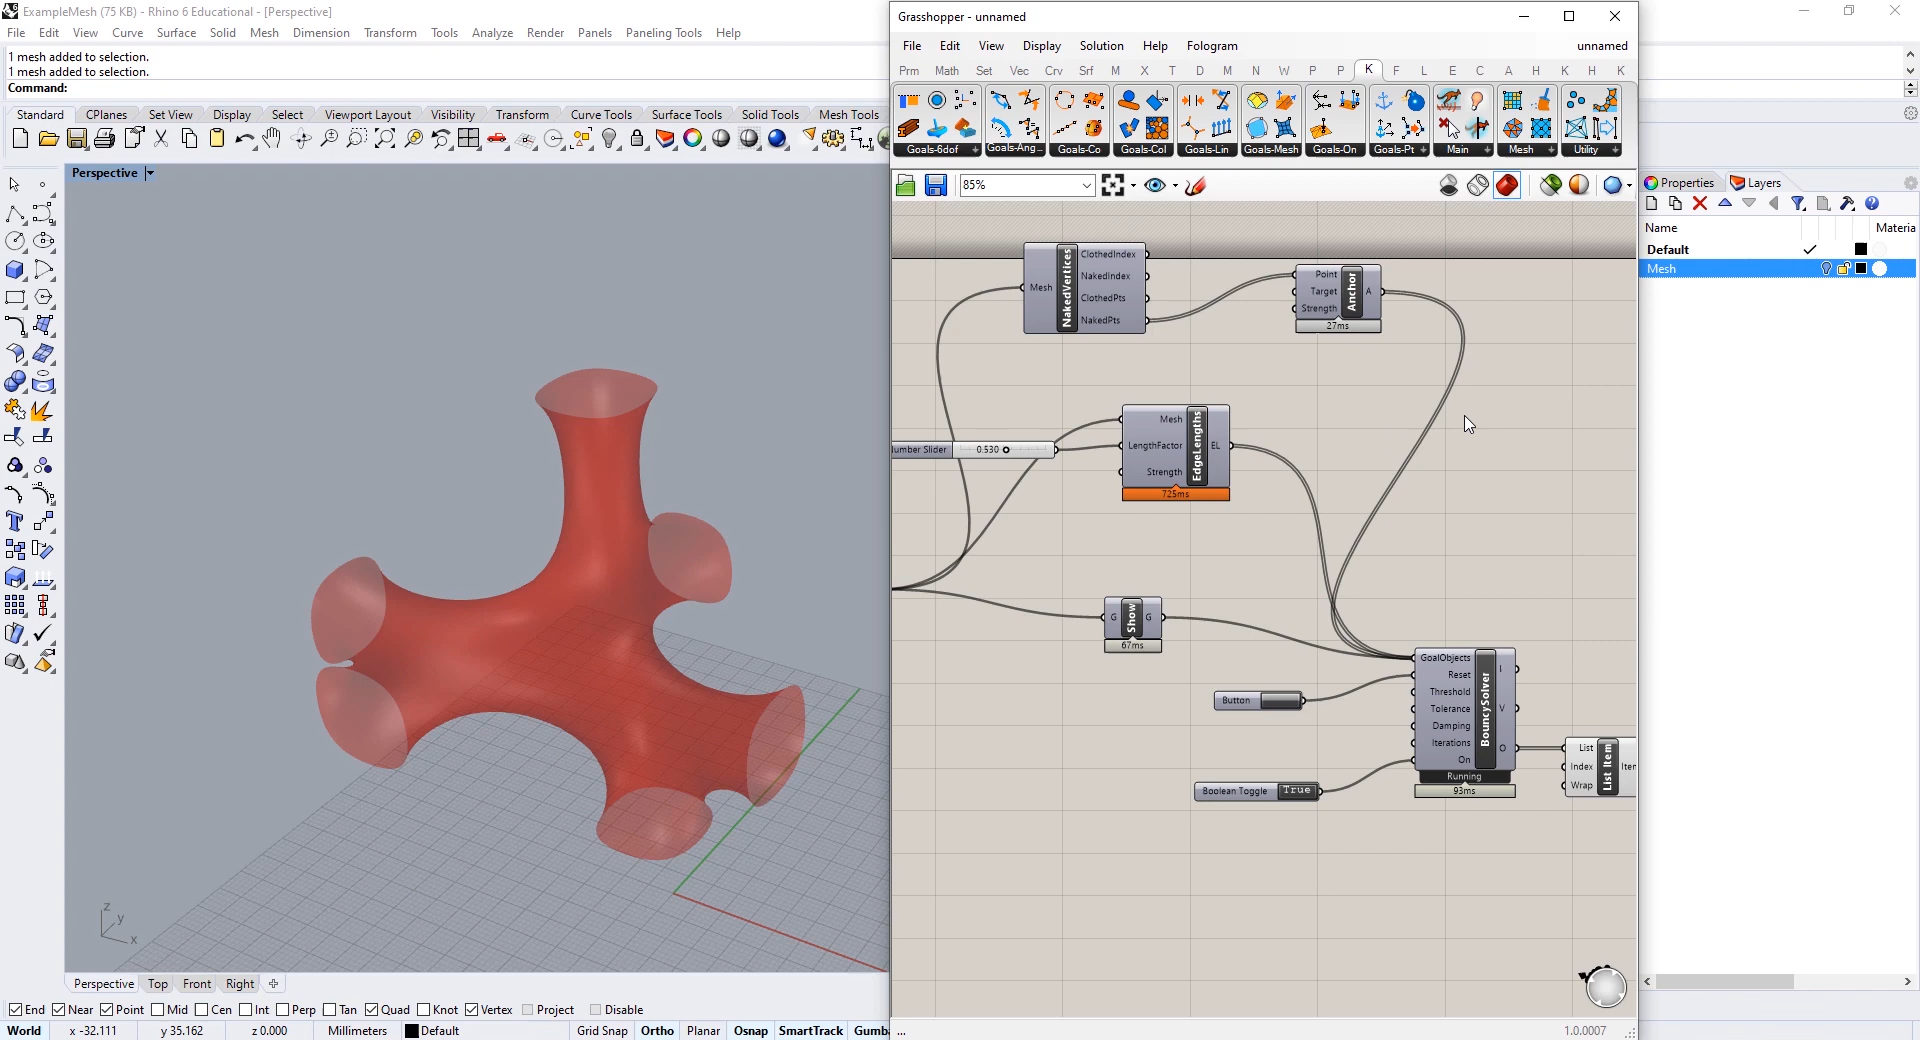 ExampleMesh (75 KB) - Rhino 6 Educational - [Perspective]
File Edit View Curve Surface Solid Mesh Dimension Transform Tools Analyze Render Panels Paneling Tools Help
1 mesh added to selection.
1 mesh added to selection.
Command:
Standard CPlanes Set View Display Select Viewport Layout Visibility Transform Curve Tools Surface Tools Solid Tools Mesh Tools
Perspective
z
y
x
Perspective Top Front Right
End Near Point Mid Cen Int Perp Tan Quad Knot Vertex Project Disable
World x -32.111 y 35.162 z 0.000 Millimeters Default Grid Snap Ortho Planar Osnap SmartTrack Gumba
Grasshopper - unnamed
File Edit View Display Solution Help Fologram unnamed
Prm Math Set Vec Crv Srf M X T D M N W P P K F L E C A H K H K
Goals-6dof Goals-Ang... Goals-Co Goals-Col Goals-Lin Goals-Mesh Goals-On Goals-Pt Main Mesh Utility
85%
Mesh NakedVertices ClothedIndex
NakedIndex
ClothedPts
NakedPts
Point
Target
Strength
Anchor A
27ms
Number Slider 0.530
Mesh
LengthFactor
Strength
EdgeLengths EL
725ms
G Show G
67ms
Button
Boolean Toggle True
GoalObjects
Reset
Threshold
Tolerance
Damping
Iterations
On
BouncySolver
I
V
O
Running
93ms
List
Index
Wrap
List Item
Iten
...
1.0.0007
Properties Layers
Name Materia
Default
Mesh